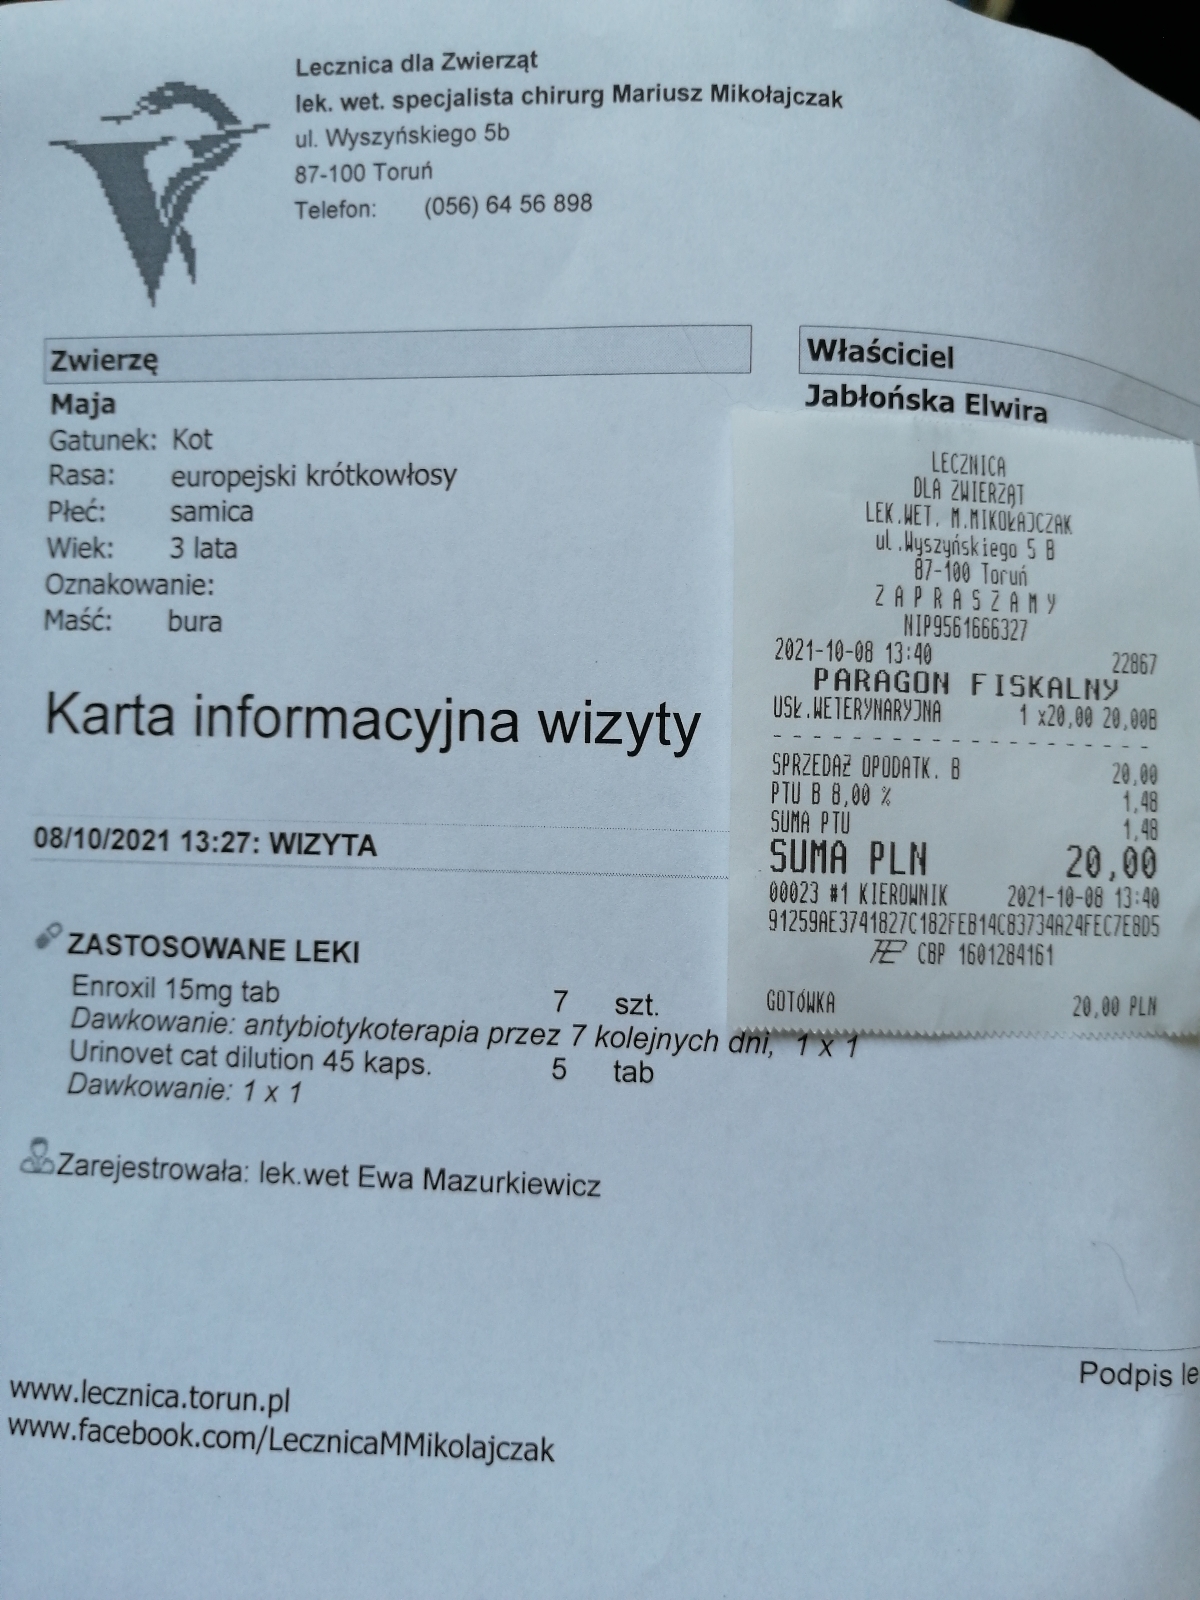 Lecznica dla Zwierząt
lek. wet. specjalista chirurg Mariusz Mikołajczak
ul. Wyszyńskiego 5b
87-100 Toruń
Telefon: (056) 64 56 898
Zwierzę
Maja
Gatunek: Kot
Rasa: europejski krótkowłosy
Płeć: samica
Wiek: 3 lata
Oznakowanie:
Maść: bura
Właściciel
Jabłońska Elwira
LECZNICA
DLA ZWIERZĄT
LEK.WET. M.MIKOŁAJCZAK
ul.Wyszyńskiego 5 B
87-100 Toruń
Z A P R A S Z A M Y
NIP9561666327
2021-10-08 13:40 22867
PARAGON FISKALNY
USŁ.WETERYNARYJNA 1 x20,00 20,00B
SPRZEDAŻ OPODATK. B 20,00
PTU B 8,00 % 1,48
SUMA PTU 1,48
SUMA PLN 20,00
00023 #1 KIEROWNIK 2021-10-08 13:40
91259AE3741827C182FEB14C83734A24FEC7E8D5
CBP 1601284161
GOTÓWKA 20,00 PLN
Karta informacyjna wizyty
08/10/2021 13:27: WIZYTA
ZASTOSOWANE LEKI
Enroxil 15mg tab 7 szt.
Dawkowanie: antybiotykoterapia przez 7 kolejnych dni, 1 x 1
Urinovet cat dilution 45 kaps. 5 tab
Dawkowanie: 1 x 1
Zarejestrowała: lek.wet Ewa Mazurkiewicz
Podpis le
www.lecznica.torun.pl
www.facebook.com/LecznicaMMikolajczak